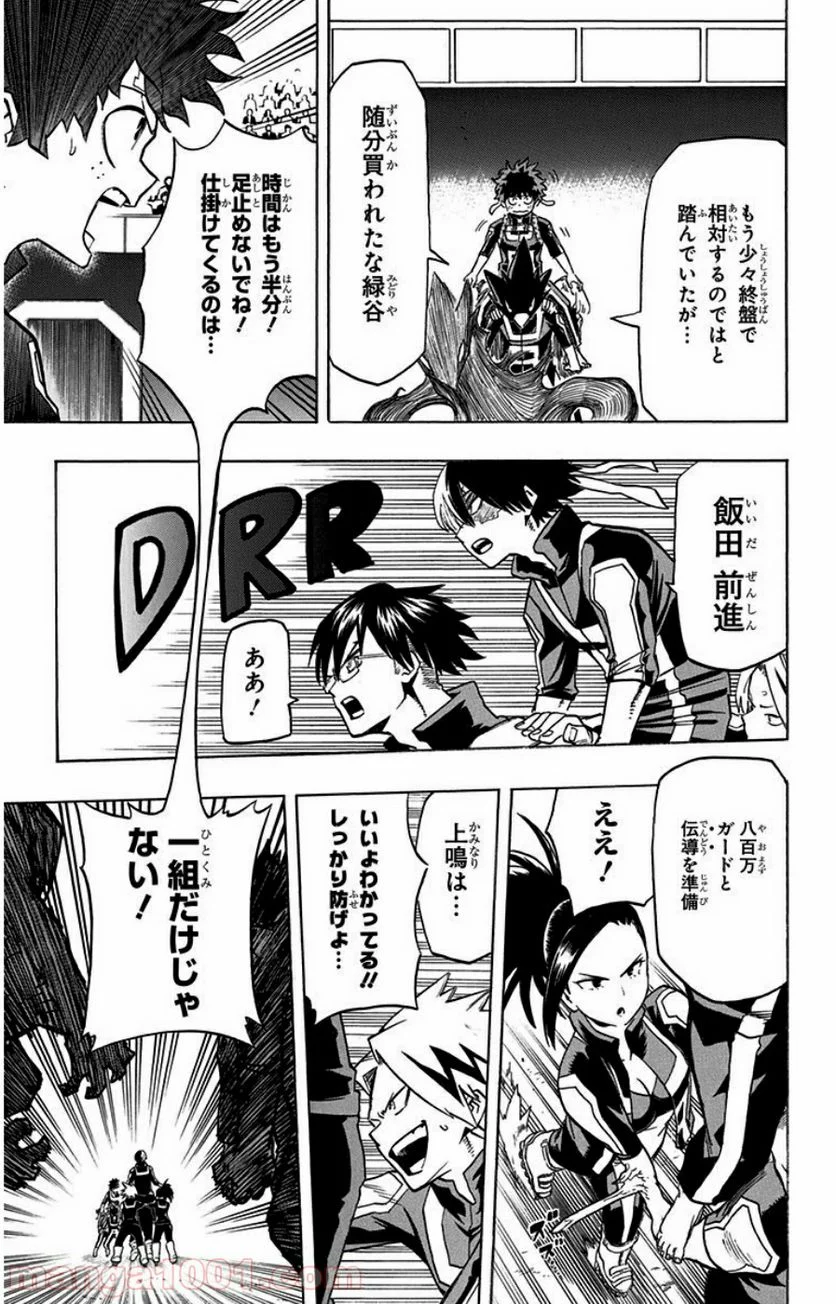 もう少々終盤で
相対するのではと
踏んでいたが…
随分買われたな緑谷
時間はもう半分!
足止めないでね!
仕掛けてくるのは…
飯田 前進
DRR
ああ!
八百万
ガードと
伝導を準備
ええ!
ズズズ
上鳴は…
いいよわかってる!!
しっかり防げよ…
一組だけじゃ
ない!
manga1001.com